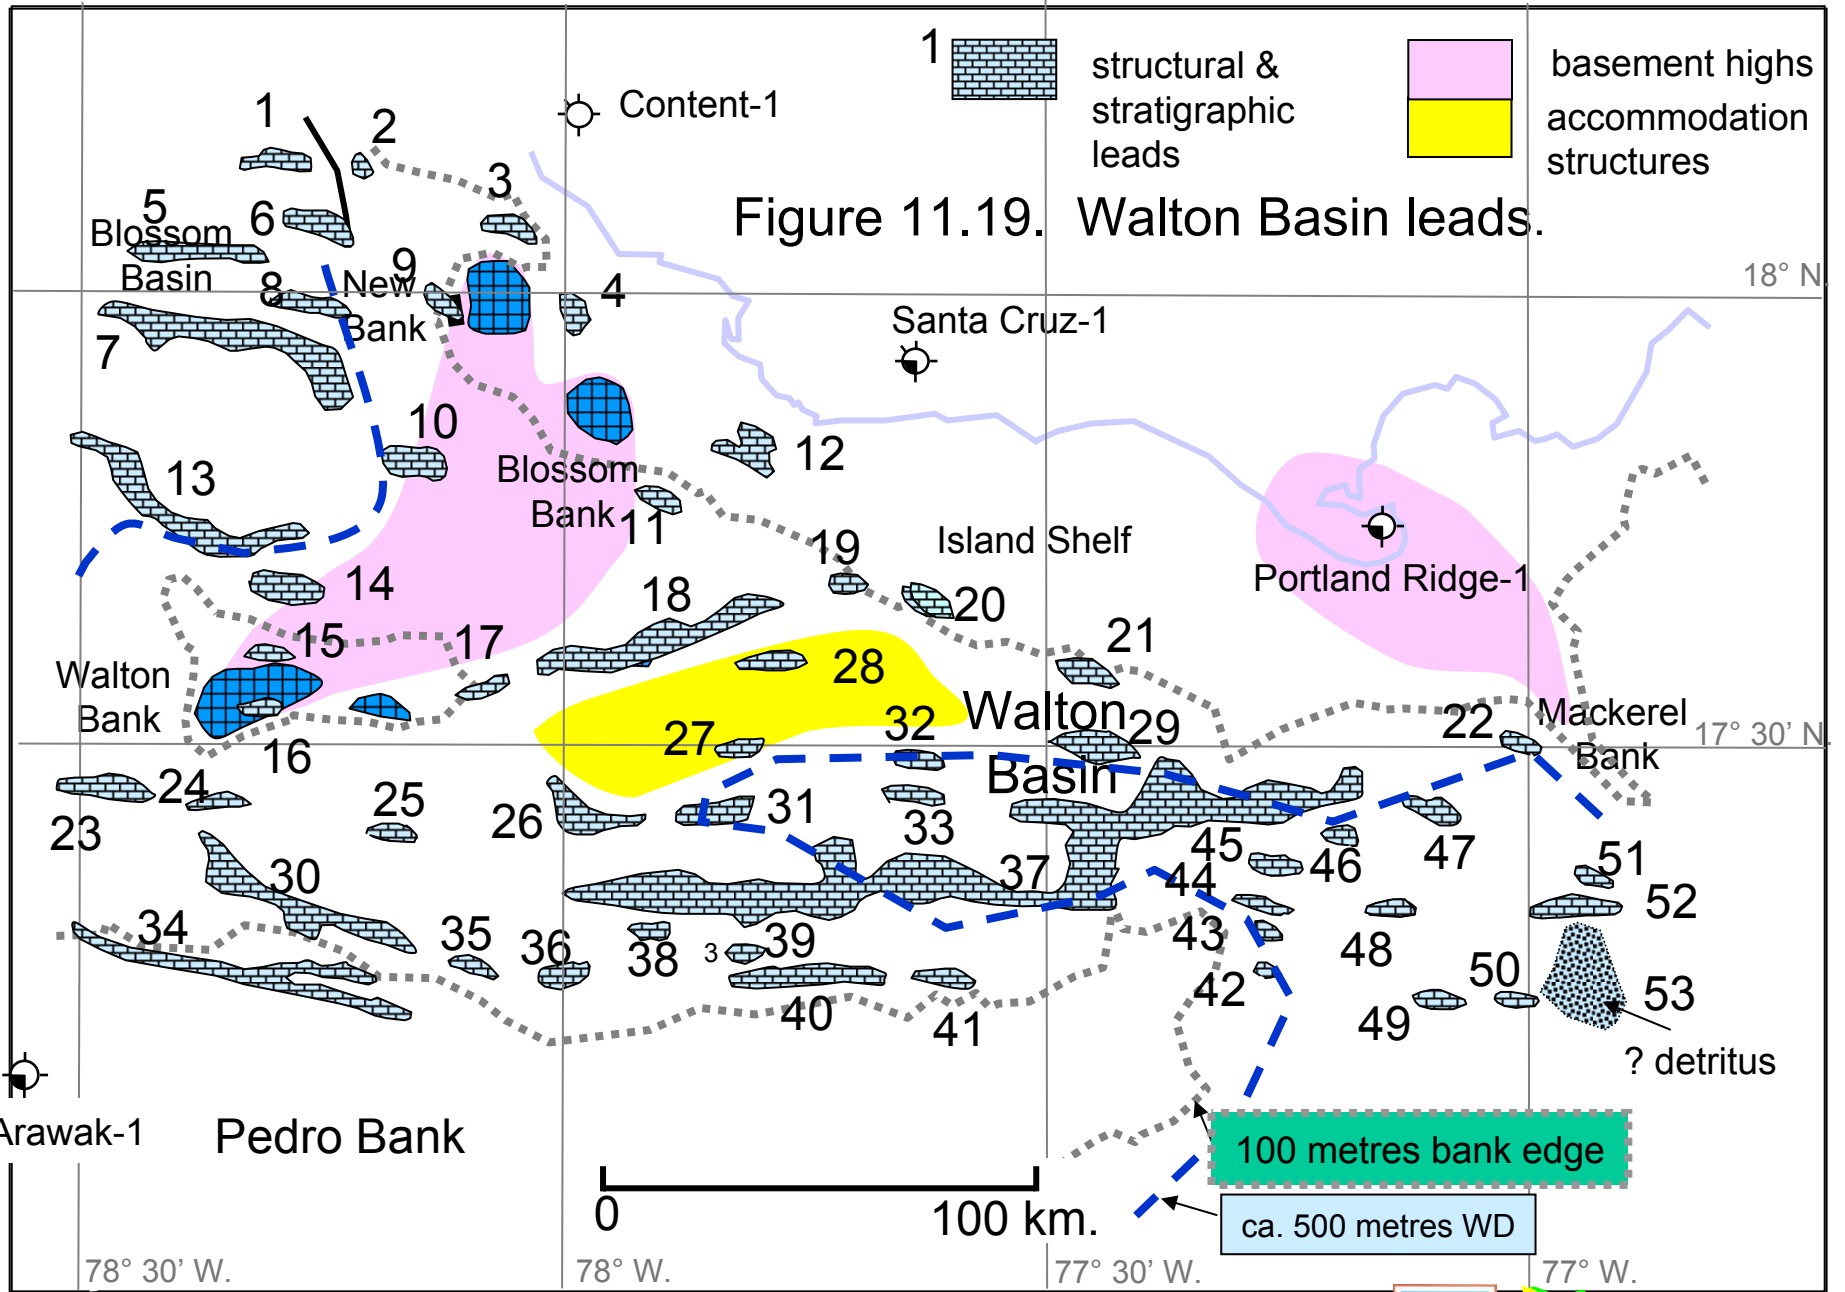 1
structural &
stratigraphic
leads
basement highs
accommodation
structures
Figure 11.19. Walton Basin leads.
Content-1
1
2
3
5
6
Blossom
Basin
8
New
Bank
9
4
18° N.
7
Santa Cruz-1
10
12
13
Blossom
Bank
11
19
Island Shelf
Portland Ridge-1
14
18
20
15
17
21
Walton
Bank
28
16
27
32
Walton
Basin
29
22
Mackerel
Bank
17° 30’ N.
23
24
25
26
31
33
45
46
47
30
37
44
51
52
34
35
36
38
3
39
43
48
42
50
53
40
41
49
? detritus
Arawak-1
Pedro Bank
100 metres bank edge
0
100 km.
ca. 500 metres WD
78° 30’ W.
78° W.
77° 30’ W.
77° W.